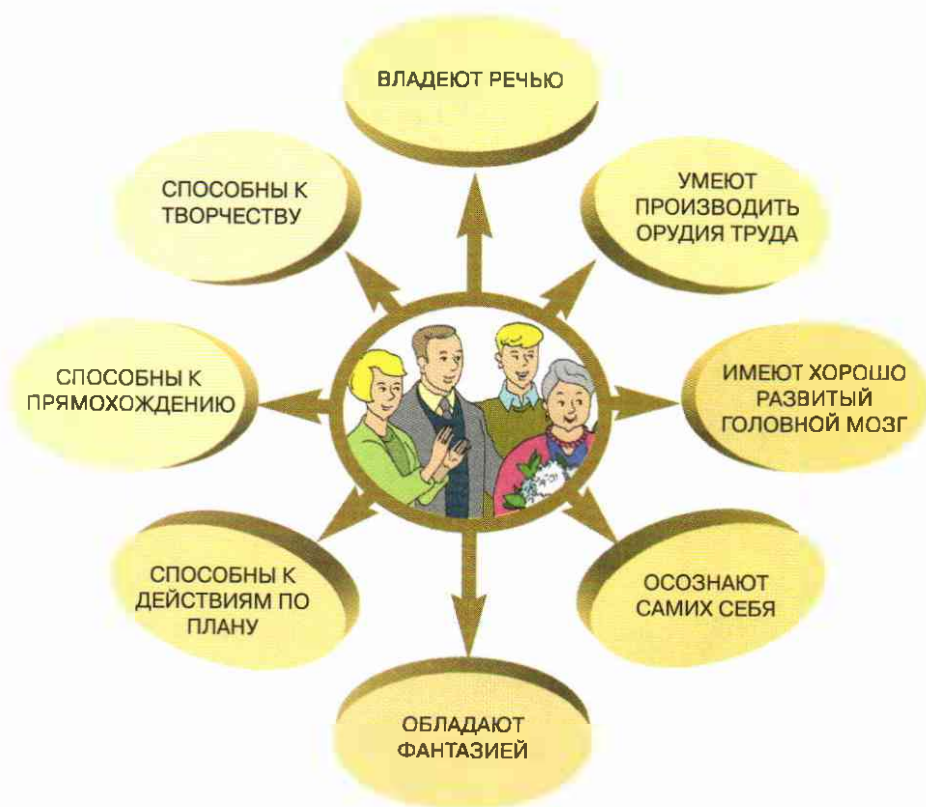 ВЛАДЕЮТ РЕЧЬЮ
УМЕЮТ
ПРОИЗВОДИТЬ
ОРУДИЯ ТРУДА
ИМЕЮТ ХОРОШО
РАЗВИТЫЙ
ГОЛОВНОЙ МОЗГ
ОСОЗНАЮТ
САМИХ СЕБЯ
ОБЛАДАЮТ
ФАНТАЗИЕЙ
СПОСОБНЫ К
ДЕЙСТВИЯМ ПО
ПЛАНУ
СПОСОБНЫ К
ПРЯМОХОЖДЕНИЮ
СПОСОБНЫ К
ТВОРЧЕСТВУ